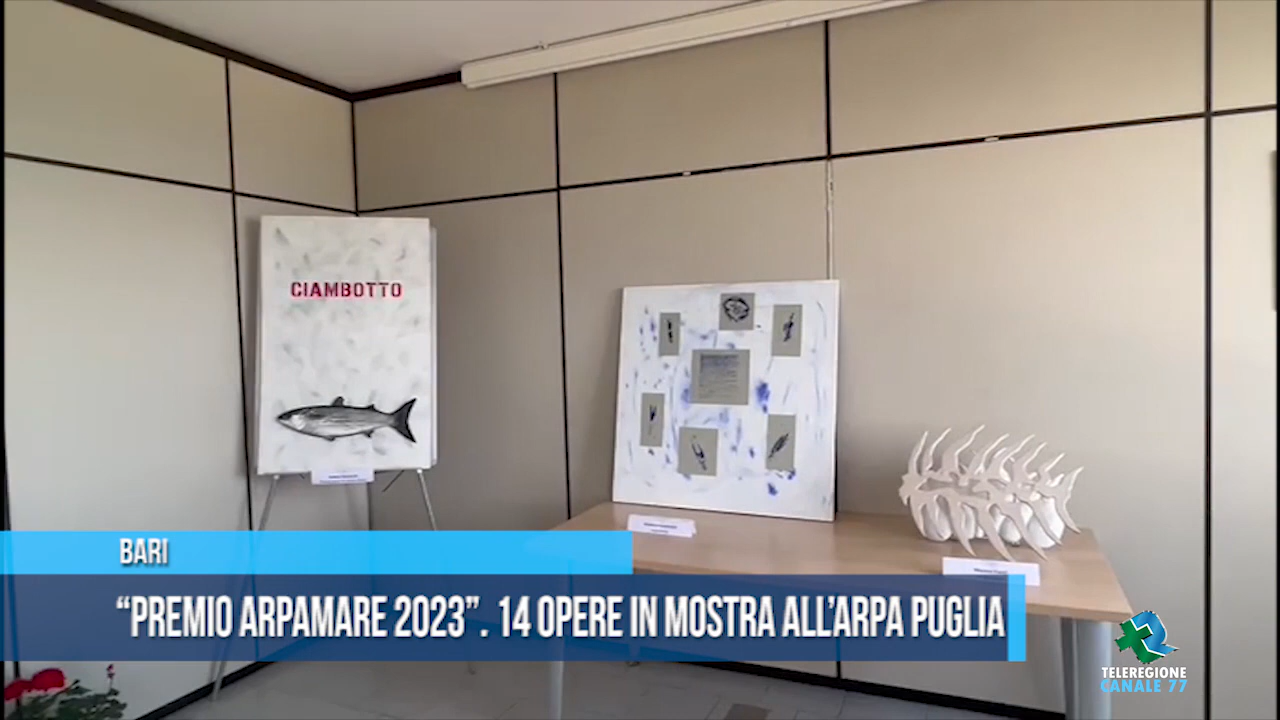 CIAMBOTTO
BARI
“PREMIO ARPAMARE 2023”. 14 OPERE IN MOSTRA ALL’ARPA PUGLIA
TELEREGIONE
CANALE 77